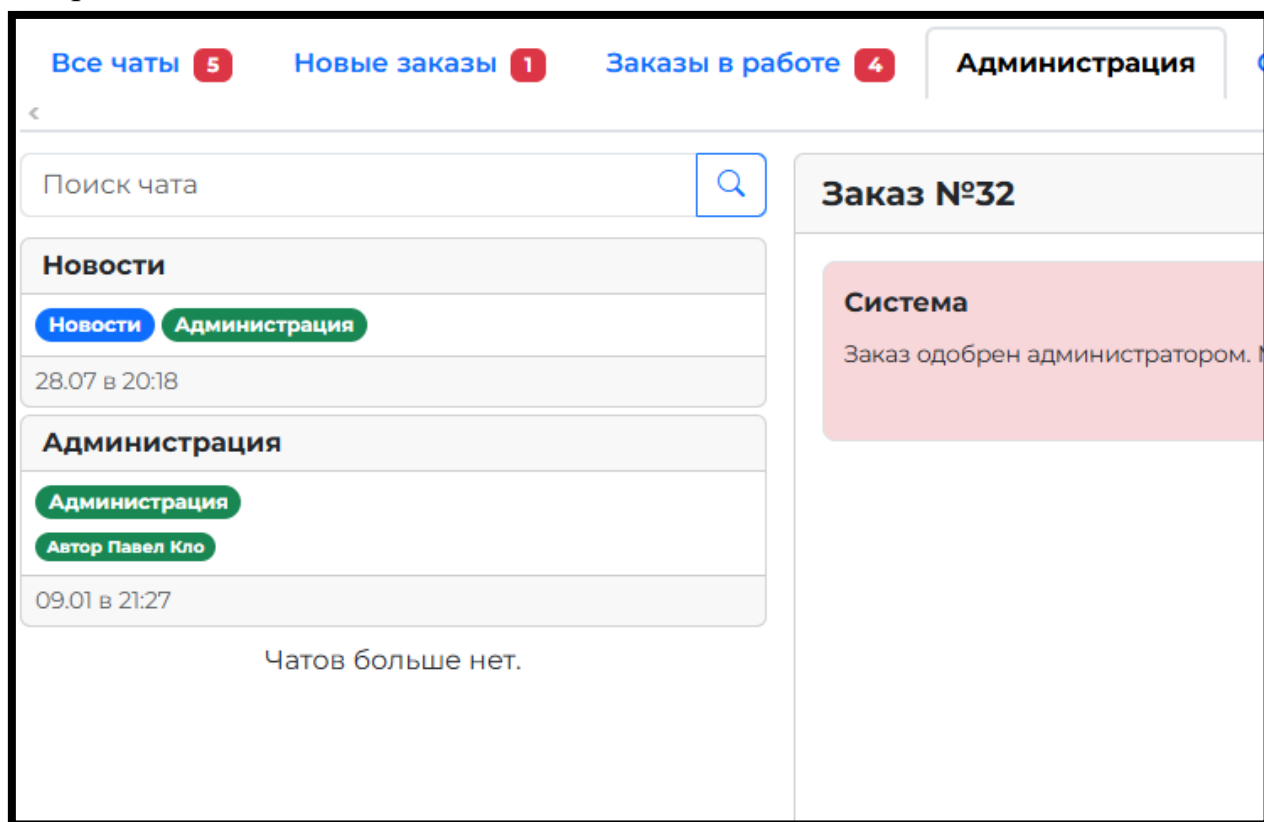 Все чаты 5 Новые заказы 1 Заказы в работе 4 Администрация
Поиск чата
Новости
Новости Администрация
28.07 в 20:18
Администрация
Администрация
Автор Павел Кло
09.01 в 21:27
Чатов больше нет.
Заказ №32
Система
Заказ одобрен администратором.